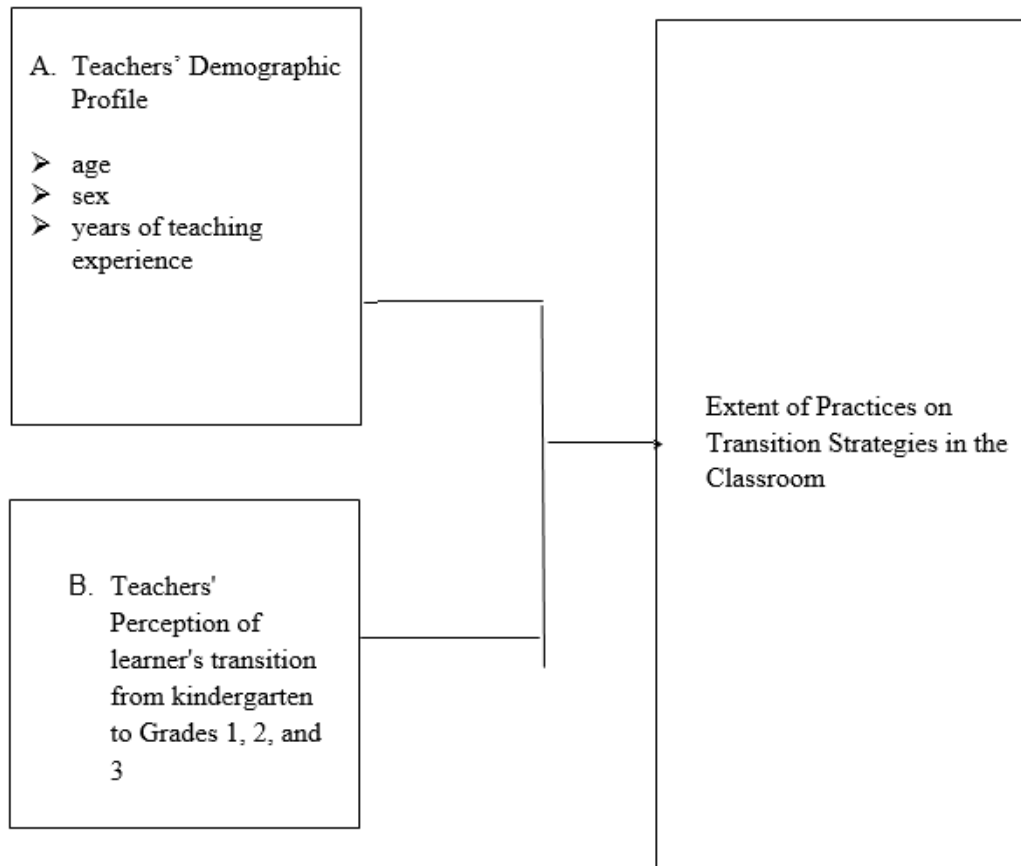 A. Teachers’ Demographic
Profile
➤ age
➤ sex
➤ years of teaching
experience
B. Teachers'
Perception of
learner's transition
from kindergarten
to Grades 1, 2, and
3
Extent of Practices on
Transition Strategies in the
Classroom